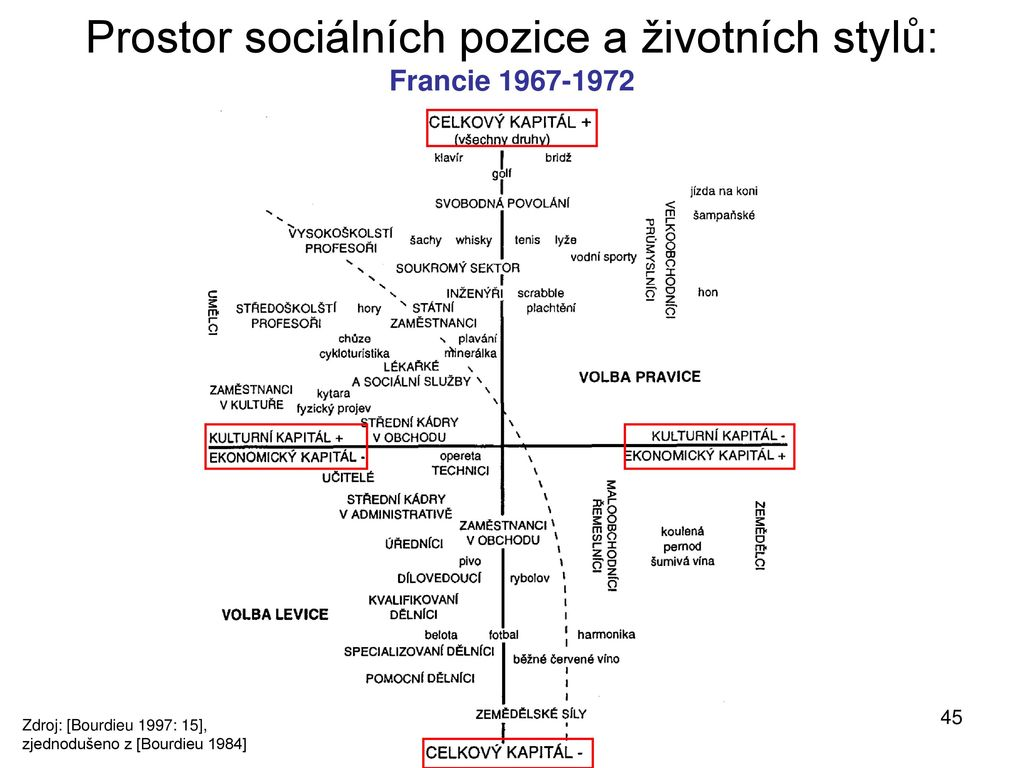 Prostor sociálních pozice a životních stylů:
Francie 1967-1972
CELKOVÝ KAPITÁL +
(všechny druhy)
klavír
bridž
golf
jízda na koni
SVOBODNÁ POVOLÁNÍ
šampaňské
VELKOOBCHODNÍCI
PRŮMYSLNÍCI
VYSOKOŠKOLSTÍ
PROFESOŘI
šachy whisky tenis lyže
vodní sporty
SOUKROMÝ SEKTOR
UMĚLCI
INŽENÝŘI scrabble
hon
STŘEDOŠKOLŠTÍ hory STÁTNÍ plachtění
PROFESOŘI ZAMĚSTNANCI
chůze plavání
cykloturistika minerálka
LÉKAŘKÉ
A SOCIÁLNÍ SLUŽBY
VOLBA PRAVICE
ZAMĚSTNANCI kytara
V KULTUŘE fyzický projev
STŘEDNÍ KÁDRY
V OBCHODU
KULTURNÍ KAPITÁL +
KULTURNÍ KAPITÁL -
EKONOMICKÝ KAPITÁL -
opereta
EKONOMICKÝ KAPITÁL +
TECHNICI
UČITELÉ
STŘEDNÍ KÁDRY
V ADMINISTRATIVĚ
MALOOBCHODNÍCI
ŘEMESLNÍCI
ZEMĚDĚLCI
ZAMĚSTNANCI
V OBCHODU
koulená
pernod
šumivá vína
ÚŘEDNÍCI
pivo
DÍLOVEDOUCÍ rybolov
KVALIFIKOVANÍ
DĚLNÍCI
VOLBA LEVICE
belota fotbal harmonika
SPECIALIZOVANÍ DĚLNÍCI
běžné červené víno
POMOCNÍ DĚLNÍCI
ZEMĚDĚLSKÉ SÍLY
CELKOVÝ KAPITÁL -
Zdroj: [Bourdieu 1997: 15],
zjednodušeno z [Bourdieu 1984]
45